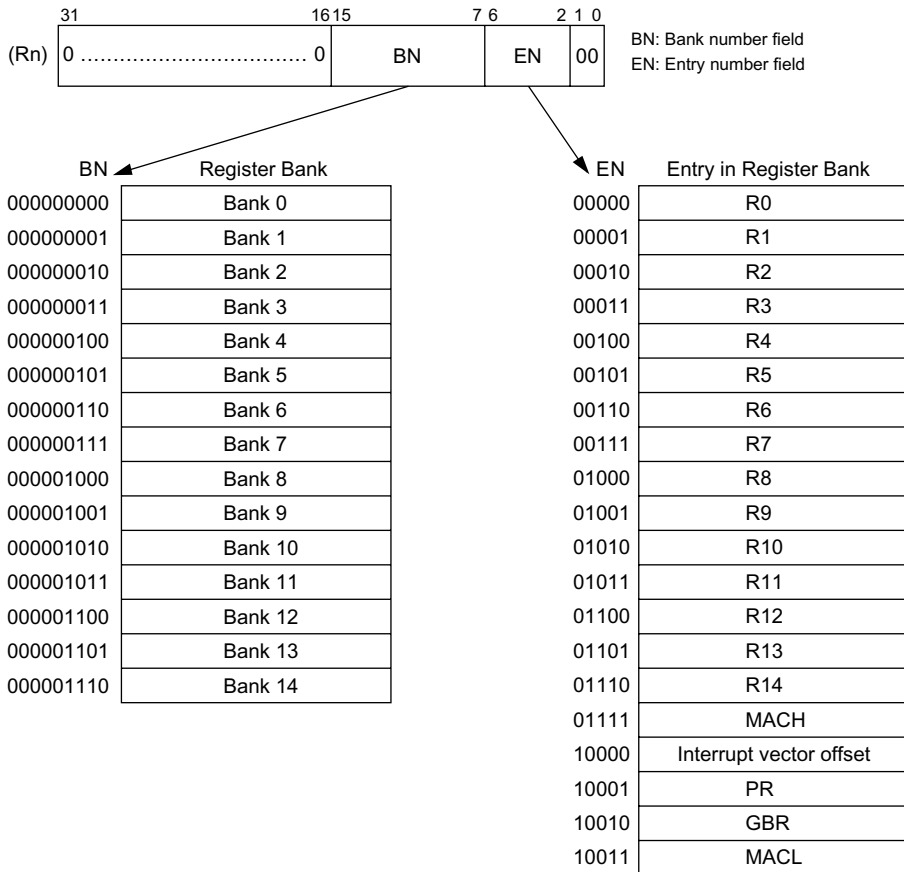 31 16 15 7 6 2 1 0
(Rn) 0 ................................... 0 BN EN 00
BN: Bank number field
EN: Entry number field
BN Register Bank
000000000 Bank 0
000000001 Bank 1
000000010 Bank 2
000000011 Bank 3
000000100 Bank 4
000000101 Bank 5
000000110 Bank 6
000000111 Bank 7
000001000 Bank 8
000001001 Bank 9
000001010 Bank 10
000001011 Bank 11
000001100 Bank 12
000001101 Bank 13
000001110 Bank 14
EN Entry in Register Bank
00000 R0
00001 R1
00010 R2
00011 R3
00100 R4
00101 R5
00110 R6
00111 R7
01000 R8
01001 R9
01010 R10
01011 R11
01100 R12
01101 R13
01110 R14
01111 MACH
10000 Interrupt vector offset
10001 PR
10010 GBR
10011 MACL